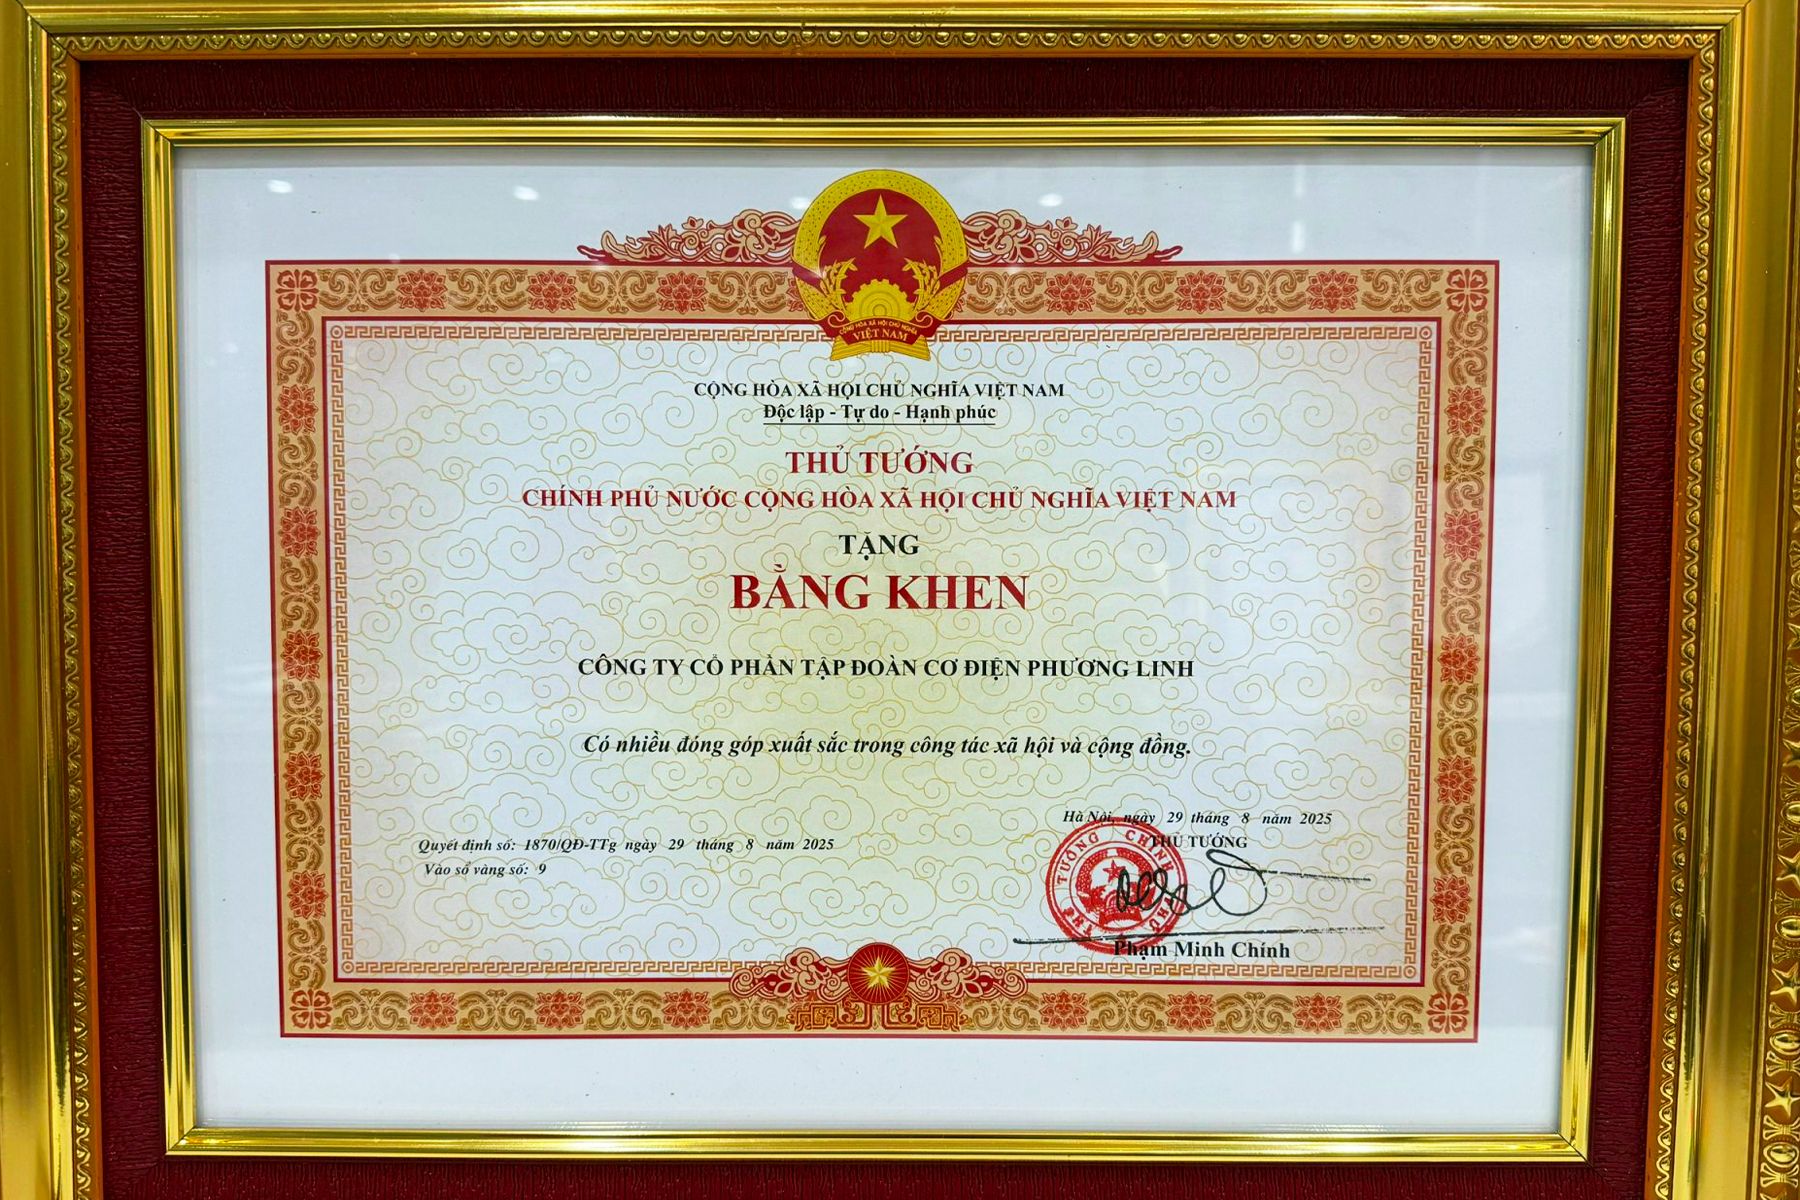 CỘNG HÒA XÃ HỘI CHỦ NGHĨA
VIỆT NAM
CỘNG HÒA XÃ HỘI CHỦ NGHĨA VIỆT NAM
Độc lập - Tự do - Hạnh phúc
THỦ TƯỚNG
CHÍNH PHỦ NƯỚC CỘNG HÒA XÃ HỘI CHỦ NGHĨA VIỆT NAM
TẶNG
BẰNG KHEN
CÔNG TY CỔ PHẦN TẬP ĐOÀN CƠ ĐIỆN PHƯƠNG LINH
Có nhiều đóng góp xuất sắc trong công tác xã hội và cộng đồng.
Hà Nội, ngày 29 tháng 8 năm 2025
THỦ TƯỚNG
Quyết định số: 1870/QĐ-TTg ngày 29 tháng 8 năm 2025
Vào sổ vàng số: 9
THỦ TƯỚNG CHÍNH PHỦ
Phạm Minh Chính